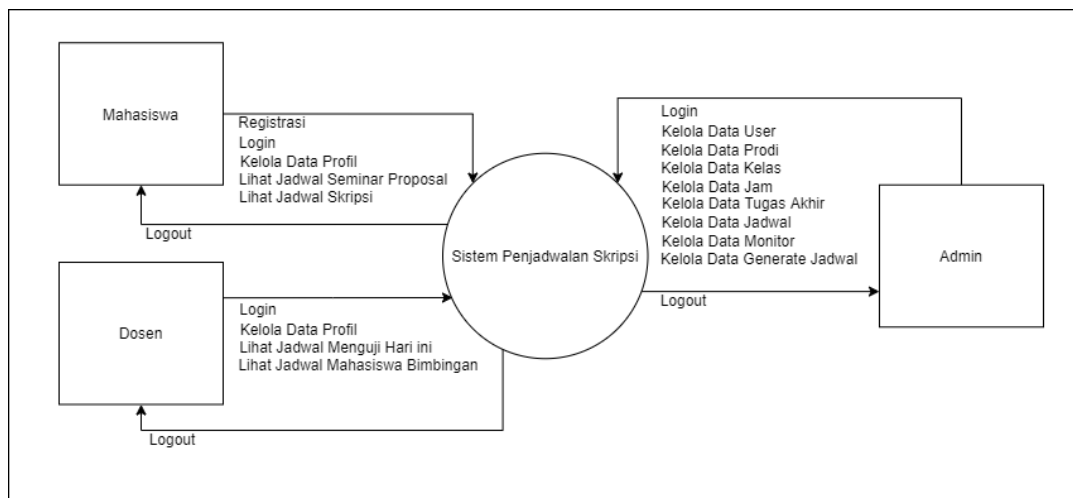 Mahasiswa
Registrasi
Login
Kelola Data Profil
Lihat Jadwal Seminar Proposal
Lihat Jadwal Skripsi
Logout
Dosen
Login
Kelola Data Profil
Lihat Jadwal Menguji Hari ini
Lihat Jadwal Mahasiswa Bimbingan
Logout
Sistem Penjadwalan Skripsi
Login
Kelola Data User
Kelola Data Prodi
Kelola Data Kelas
Kelola Data Jam
Kelola Data Tugas Akhir
Kelola Data Jadwal
Kelola Data Monitor
Kelola Data Generate Jadwal
Logout
Admin